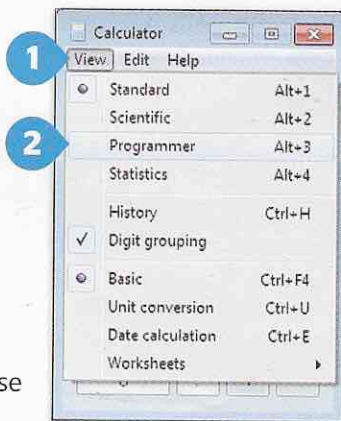 Calculator
1
View Edit Help
Standard Alt+1
Scientific Alt+2
2
Programmer Alt+3
Statistics Alt+4
History Ctrl+H
✓ Digit grouping
Basic Ctrl+F4
Unit conversion Ctrl+U
Date calculation Ctrl+E
Worksheets
se